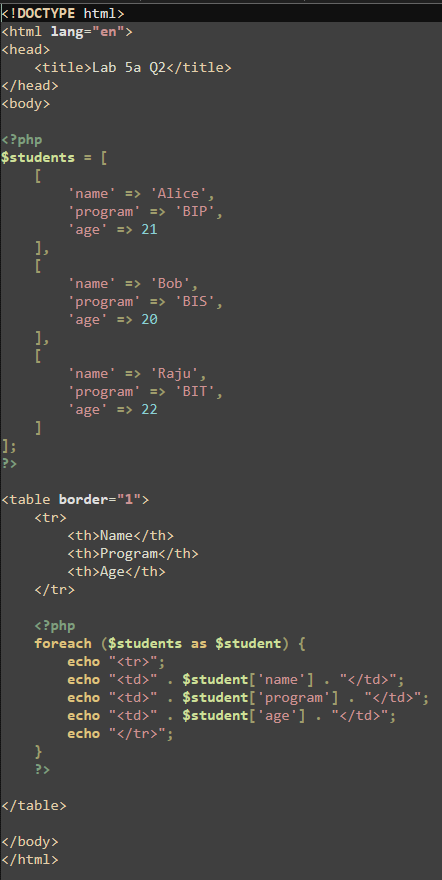 <!DOCTYPE html>
<html lang="en">
<head>
    <title>Lab 5a Q2</title>
</head>
<body>

<?php
$students = [
    [
        'name' => 'Alice',
        'program' => 'BIP',
        'age' => 21
    ],
    [
        'name' => 'Bob',
        'program' => 'BIS',
        'age' => 20
    ],
    [
        'name' => 'Raju',
        'program' => 'BIT',
        'age' => 22
    ]
];
?>

<table border="1">
    <tr>
        <th>Name</th>
        <th>Program</th>
        <th>Age</th>
    </tr>

    <?php
    foreach ($students as $student) {
        echo "<tr>";
        echo "<td>" . $student['name'] . "</td>";
        echo "<td>" . $student['program'] . "</td>";
        echo "<td>" . $student['age'] . "</td>";
        echo "</tr>";
    }
    ?>

</table>

</body>
</html>